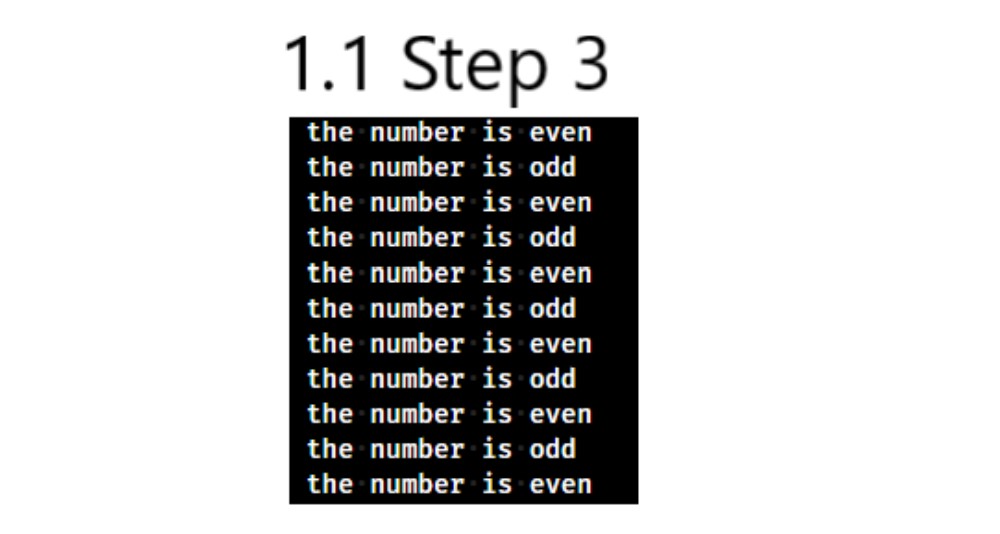 1.1 Step 3
the number is even
the number is odd
the number is even
the number is odd
the number is even
the number is odd
the number is even
the number is odd
the number is even
the number is odd
the number is even